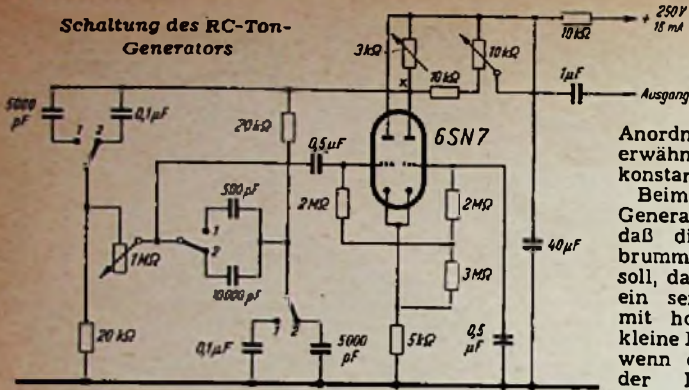 Schaltung des RC-Ton-
Generators
+ 250V
18 mA
10kΩ
3kΩ
10kΩ
x
10kΩ
1µF
Ausgang
5000
pF
0,1µF
1 2
20kΩ
6SN7
0,5µF
500pF
1
2
2MΩ
2MΩ
1MΩ
10000pF
3MΩ
40µF
20kΩ
0,1µF
1 2
5000
pF
5kΩ
0,5
µF
Anordn
erwähn
konstan
Beim
Genera
daß di
brumm
soll, da
ein se
mit ho
kleine
wenn
der